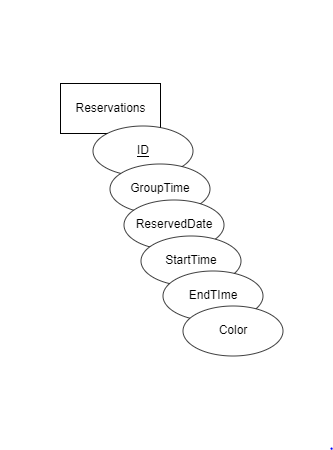 Reservations
ID
GroupTime
ReservedDate
StartTime
EndTIme
Color